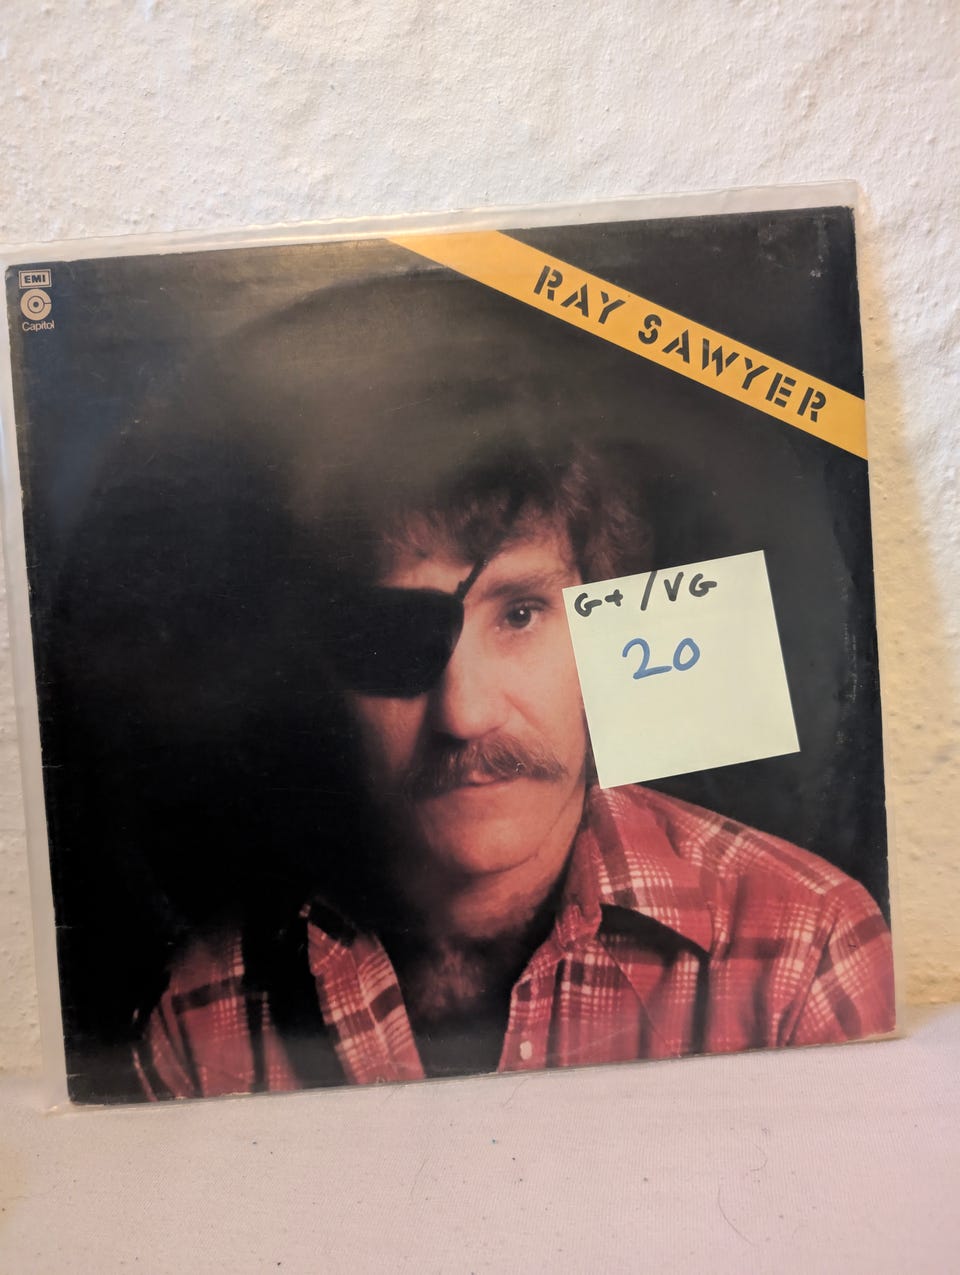 EMI
Capitol
RAY SAWYER
G+/VG
20